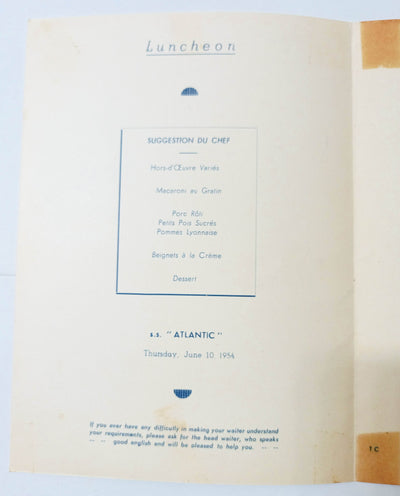 Luncheon
SUGGESTION DU CHEF
Hors-d'Œuvre Variés
Macaroni au Gratin
Porc Rôti
Petits Pois Sucrés
Pommes Lyonnaise
Beignets à la Crème
Dessert
s.s. "ATLANTIC"
Thursday, June 10, 1954
If you ever have any difficulty in making your waiter understand
your requirements, please ask for the head waiter, who speaks
" " good english and will be pleased to help you. " "
1 C